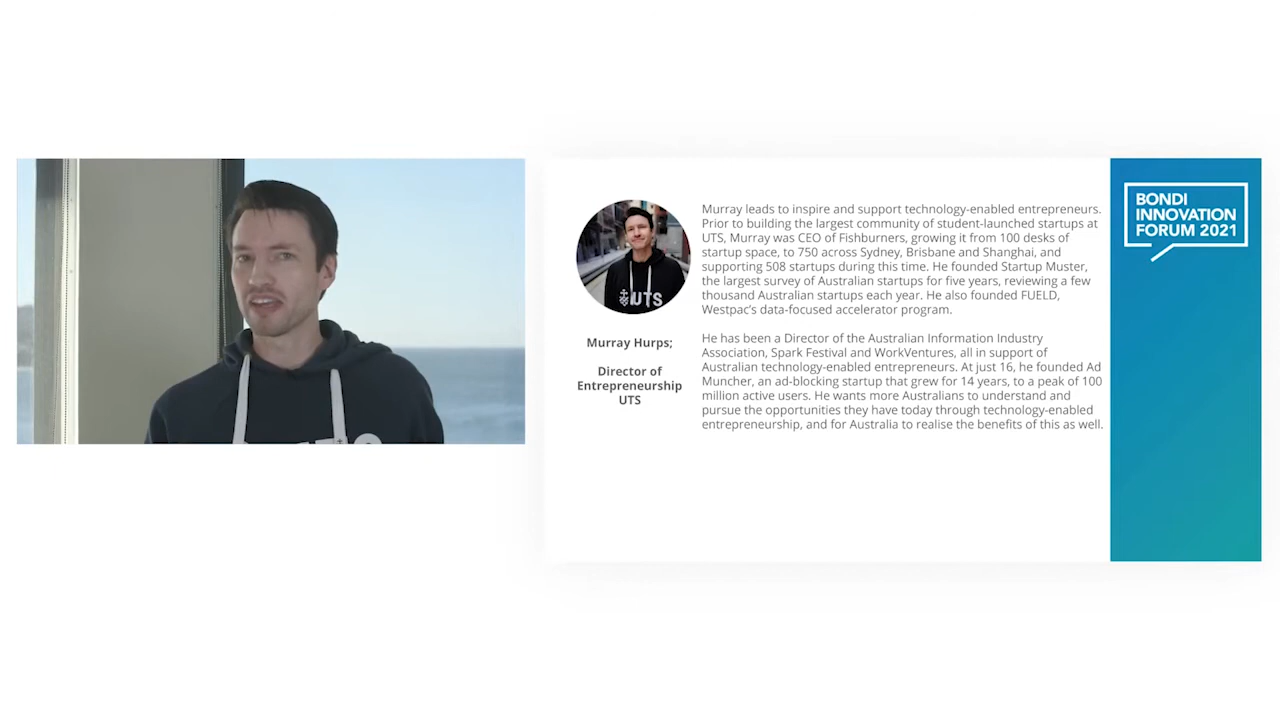 Murray leads to inspire and support technology-enabled entrepreneurs.
Prior to building the largest community of student-launched startups at
UTS, Murray was CEO of Fishburners, growing it from 100 desks of
startup space, to 750 across Sydney, Brisbane and Shanghai, and
supporting 508 startups during this time. He founded Startup Muster,
the largest survey of Australian startups for five years, reviewing a few
thousand Australian startups each year. He also founded FUELD,
Westpac's data-focused accelerator program.
He has been a Director of the Australian Information Industry
Association, Spark Festival and WorkVentures, all in support of
Australian technology-enabled entrepreneurs. At just 16, he founded Ad
Muncher, an ad-blocking startup that grew for 14 years, to a peak of 100
million active users. He wants more Australians to understand and
pursue the opportunities they have today through technology-enabled
entrepreneurship, and for Australia to realise the benefits of this as well.
UTS
Murray Hurps;
Director of
Entrepreneurship
UTS
BONDI
INNOVATION
FORUM 2021